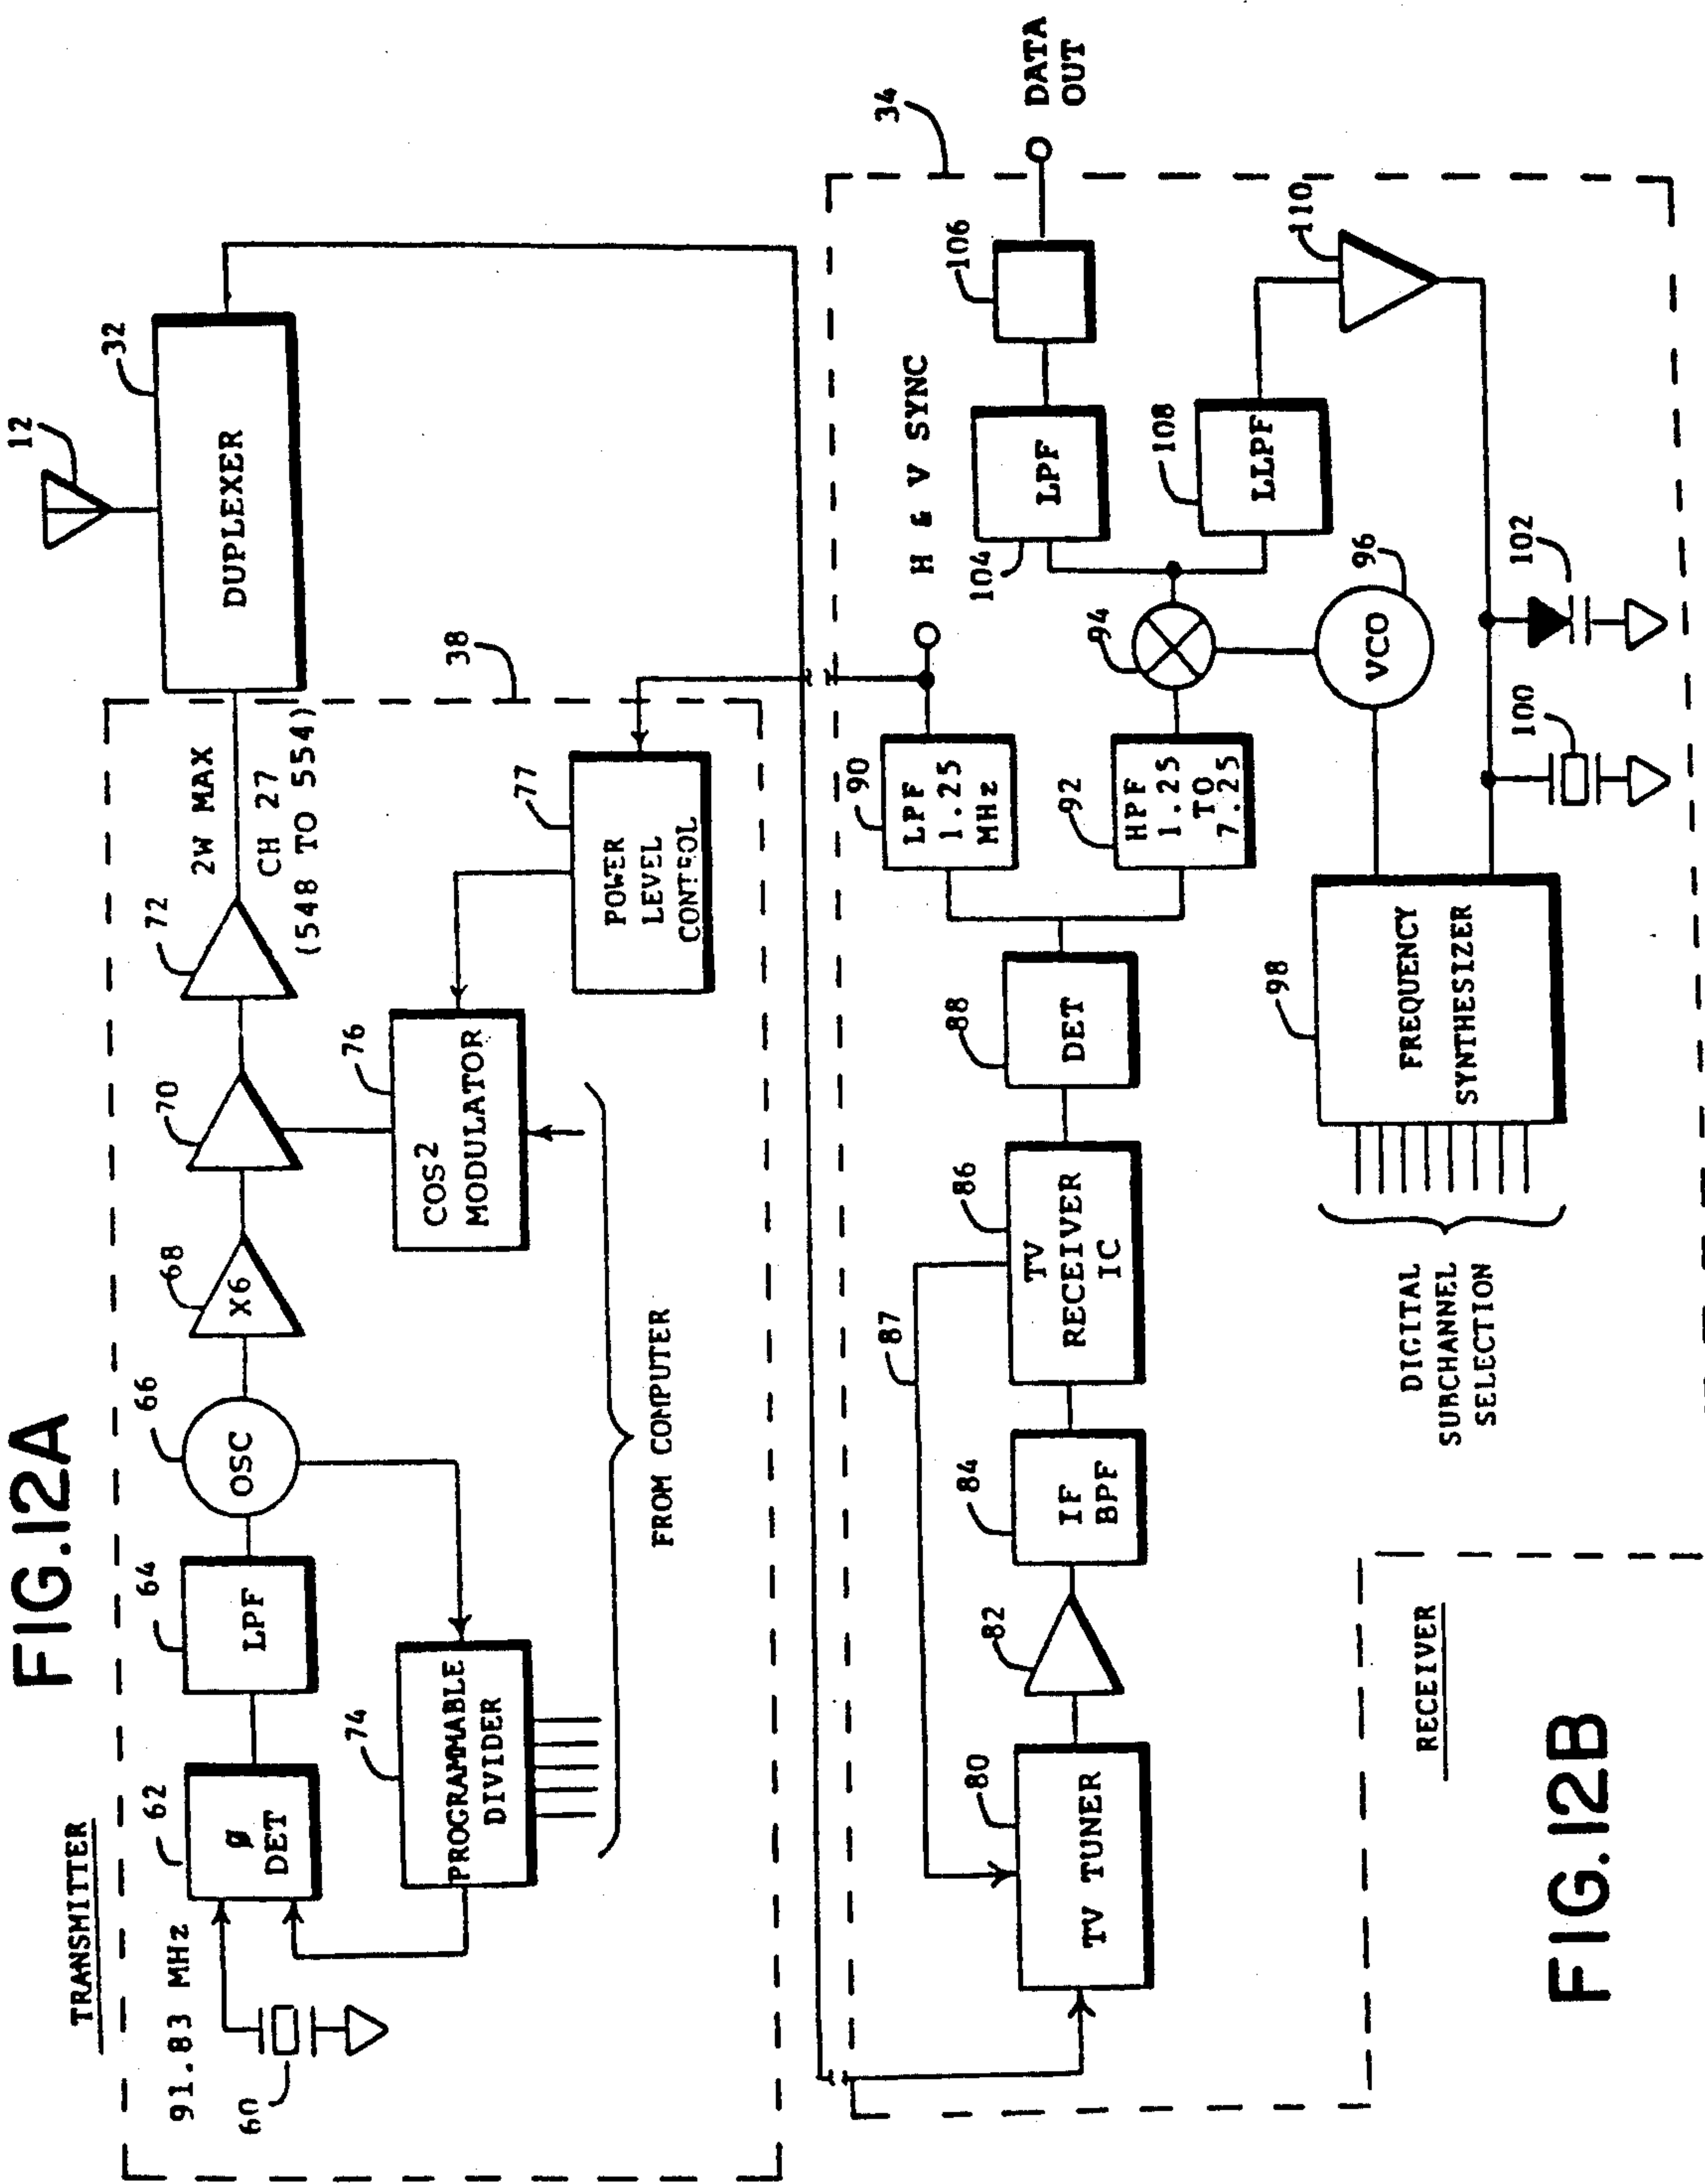 FIG.12A
TRANSMITTER
91.83 MHz
60
62
Ø
DET
64
LPF
66
OSC
68
X6
70
72
2W MAX
CH 27
(548 TO 554)
12
32
DUPLEXER
38
74
PROGRAMMABLE
DIVIDER
76
COS2
MODULATOR
77
POWER
LEVEL
CONTROL
FROM COMPUTER
FIG.12B
RECEIVER
34
80
TV TUNER
82
84
IF
BPF
86
TV
RECEIVER
IC
87
88
DET
90
LPF
1.25
MHz
H & V SYNC
92
HPF
1.25
TO
7.25
94
96
VCO
98
FREQUENCY
SYNTHESIZER
DIGITAL
SUBCHANNEL
SELECTION
100
102
104
LPF
106
DATA
OUT
108
LLPF
110